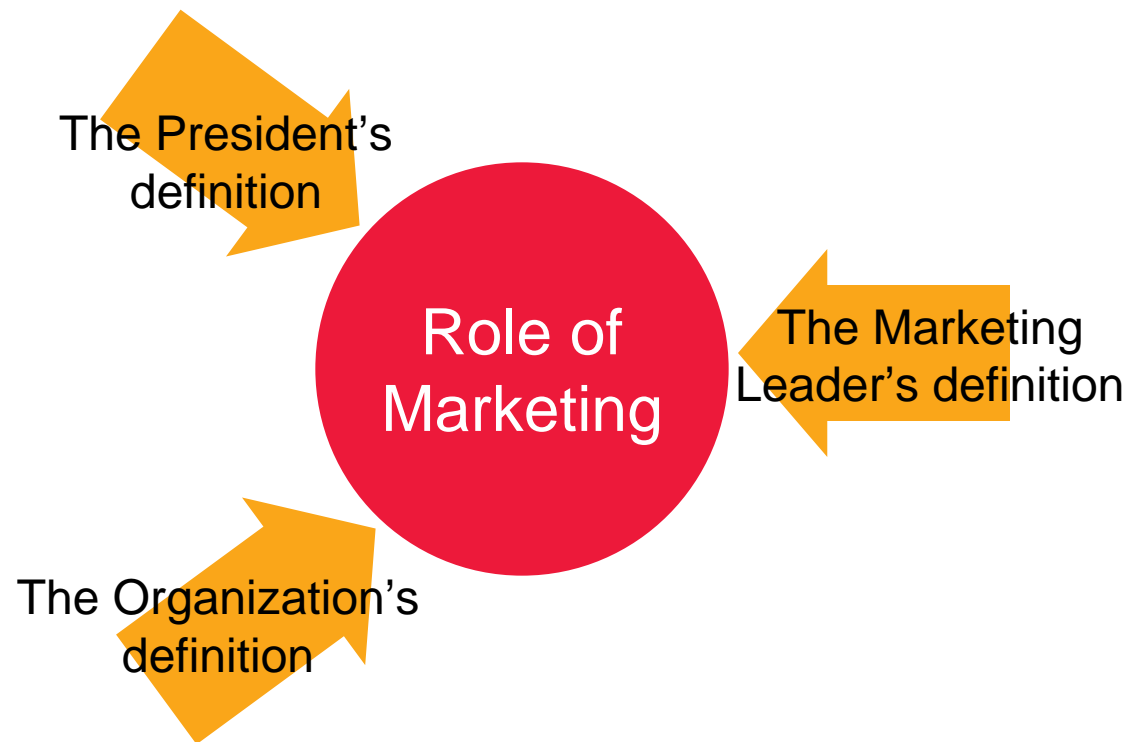 The President’s
definition
Role of
Marketing
The Marketing
Leader’s definition
The Organization’s
definition